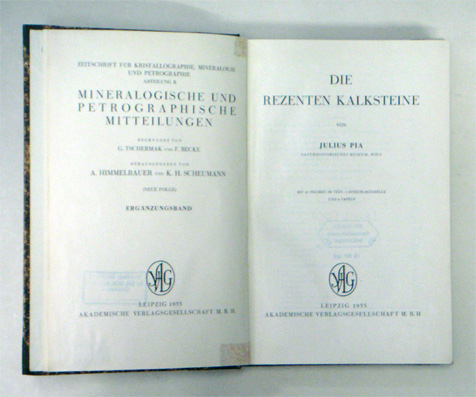 ZEITSCHRIFT FÜR KRISTALLOGRAPHIE, MINERALOGIE
UND PETROGRAPHIE
ABTEILUNG B
MINERALOGISCHE UND
PETROGRAPHISCHE
MITTEILUNGEN
BEGRÜNDET VON
G. TSCHERMAK UND F. BECKE
HERAUSGEGEBEN VON
A. HIMMELBAUER UND K. H. SCHEUMANN
(NEUE FOLGE)
ERGÄNZUNGSBAND
LEIPZIG 1933
AKADEMISCHE VERLAGSGESELLSCHAFT M. B. H.
DIE
REZENTEN KALKSTEINE
VON
JULIUS PIA
NATURHISTORISCHES MUSEUM, WIEN
LEIPZIG 1933
AKADEMISCHE VERLAGSGESELLSCHAFT M. B. H.